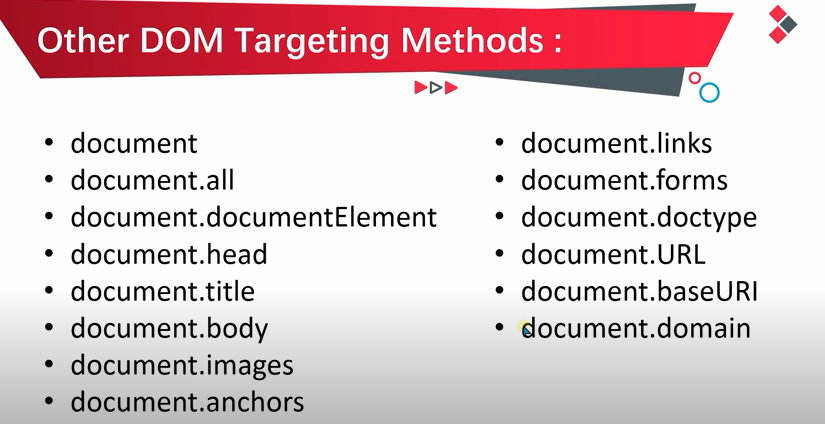 Other DOM Targeting Methods :
• document
• document.all
• document.documentElement
• document.head
• document.title
• document.body
• document.images
• document.anchors
• document.links
• document.forms
• document.doctype
• document.URL
• document.baseURI
• document.domain